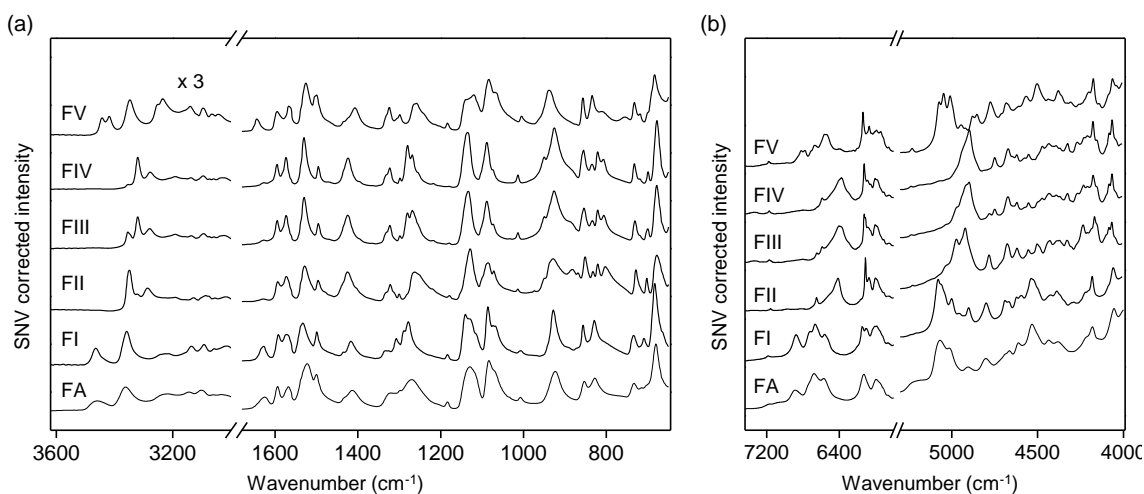 (a)
x 3
FV
FIV
FIII
FII
FI
FA
SNV corrected intensity
3600 3200 1600 1400 1200 1000 800
Wavenumber (cm-1)
(b)
FV
FIV
FIII
FII
FI
FA
SNV corrected intensity
7200 6400 5000 4500 4000
Wavenumber (cm-1)